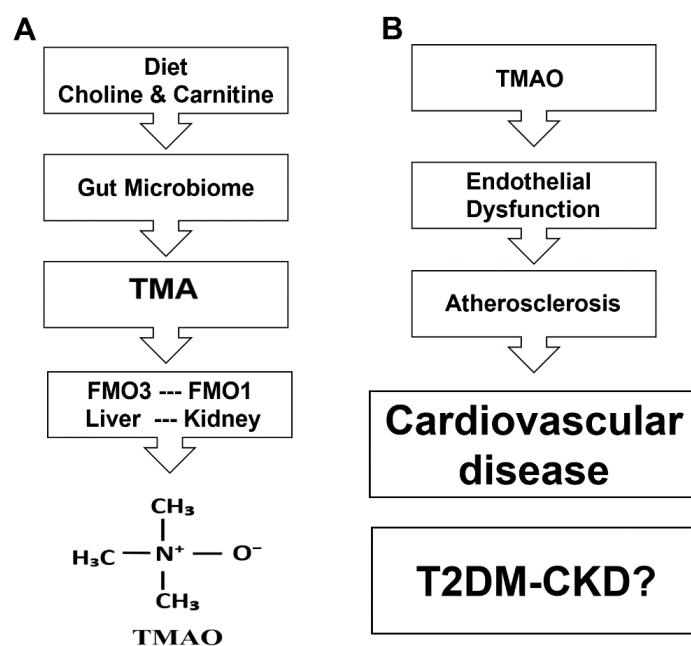 A
Diet
Choline & Carnitine
Gut Microbiome
TMA
FMO3 --- FMO1
Liver --- Kidney
CH₃
H₃C — N⁺ — O⁻
CH₃
TMAO
B
TMAO
Endothelial
Dysfunction
Atherosclerosis
Cardiovascular
disease
T2DM-CKD?